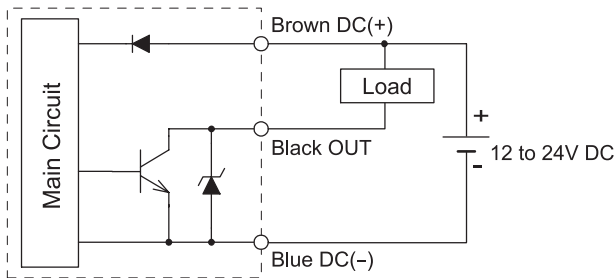 Brown DC(+)
Main Circuit
Load
Black OUT
+
12 to 24V DC
-
Blue DC(−)